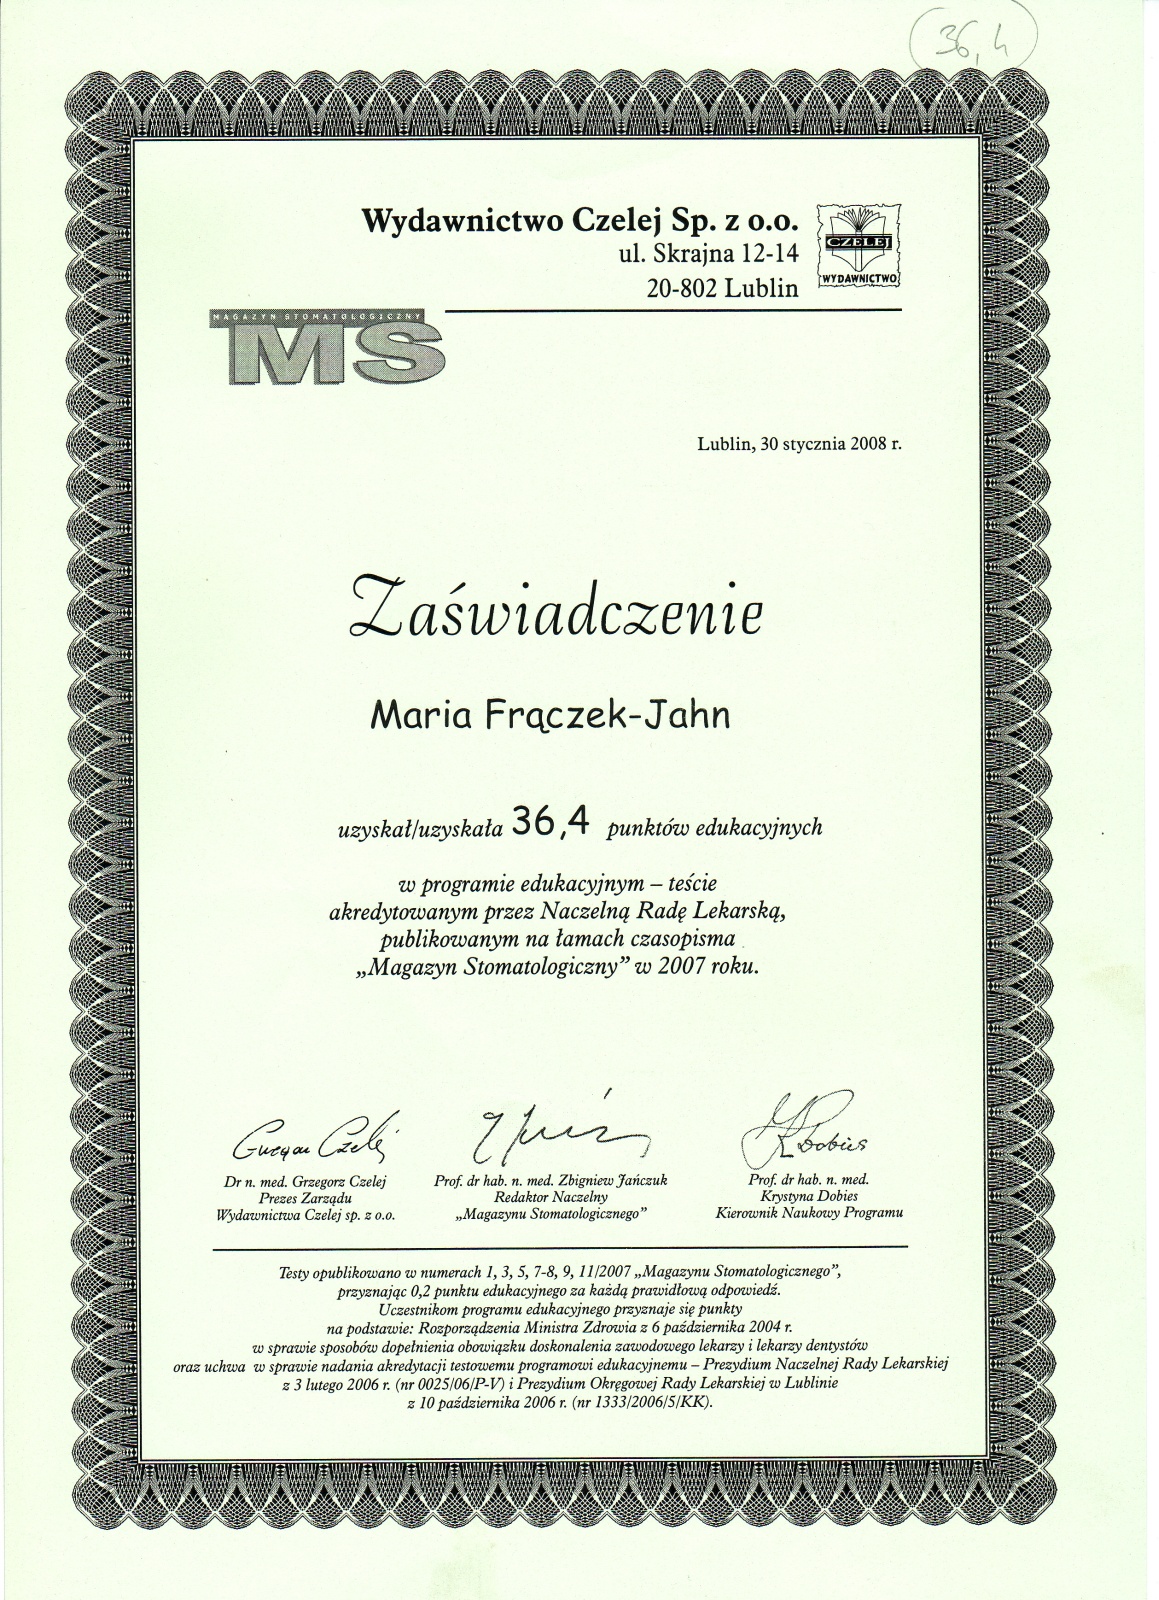 36,4
Wydawnictwo Czelej Sp. z o.o.
ul. Skrajna 12-14
20-802 Lublin
CZELEJ
WYDAWNICTWO
MAGAZYN STOMATOLOGICZNY
MS
Lublin, 30 stycznia 2008 r.
Zaświadczenie
Maria Frączek-Jahn
uzyskał/uzyskała 36,4 punktów edukacyjnych
w programie edukacyjnym – teście
akredytowanym przez Naczelną Radę Lekarską,
publikowanym na łamach czasopisma
„Magazyn Stomatologiczny” w 2007 roku.
Dr n. med. Grzegorz Czelej
Prezes Zarządu
Wydawnictwa Czelej sp. z o.o.
Prof. dr hab. n. med. Zbigniew Jańczuk
Redaktor Naczelny
„Magazynu Stomatologicznego”
Prof. dr hab. n. med.
Krystyna Dobies
Kierownik Naukowy Programu
Testy opublikowano w numerach 1, 3, 5, 7-8, 9, 11/2007 „Magazynu Stomatologicznego”,
przyznając 0,2 punktu edukacyjnego za każdą prawidłową odpowiedź.
Uczestnikom programu edukacyjnego przyznaje się punkty
na podstawie: Rozporządzenia Ministra Zdrowia z 6 października 2004 r.
w sprawie sposobów dopełnienia obowiązku doskonalenia zawodowego lekarzy i lekarzy dentystów
oraz uchwa w sprawie nadania akredytacji testowemu programowi edukacyjnemu – Prezydium Naczelnej Rady Lekarskiej
z 3 lutego 2006 r. (nr 0025/06/P-V) i Prezydium Okręgowej Rady Lekarskiej w Lublinie
z 10 października 2006 r. (nr 1333/2006/5/KK).